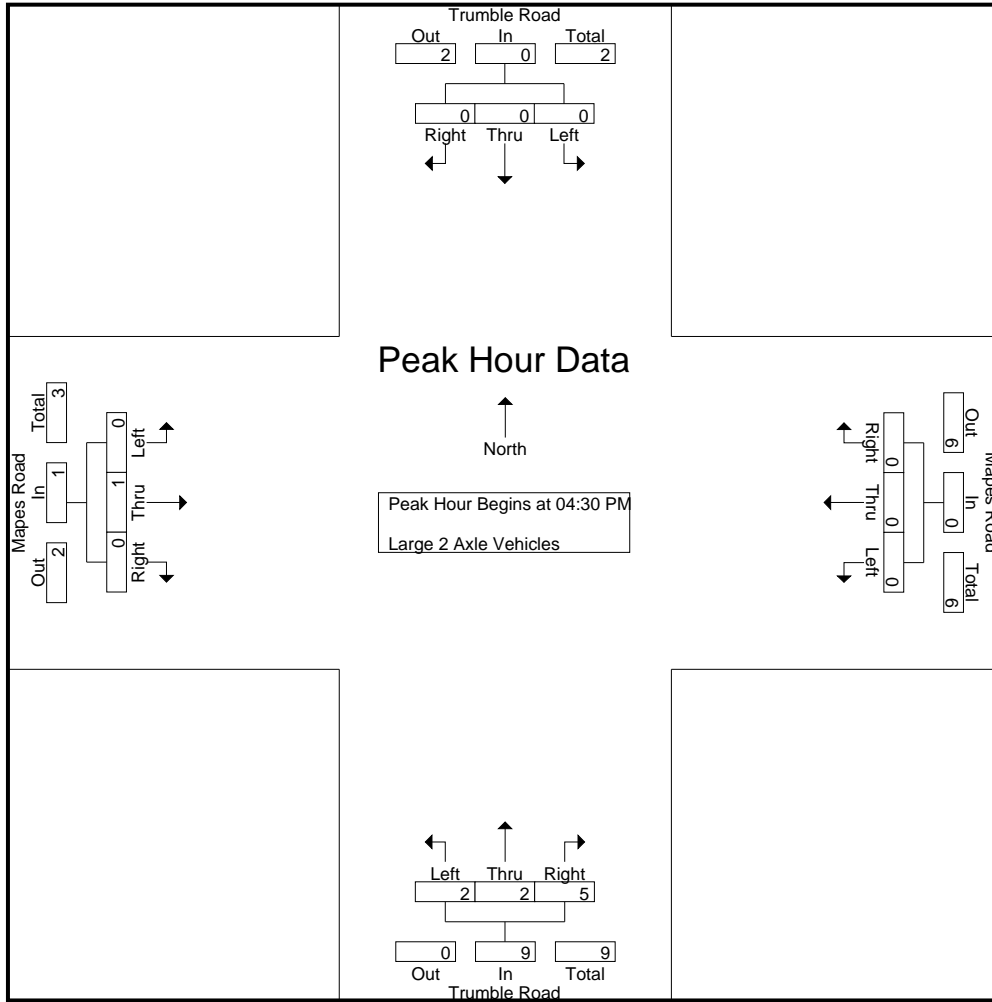 Trumble Road
Out In Total
2 0 2
0 0 0
Right Thru Left
Peak Hour Data
North
Peak Hour Begins at 04:30 PM
Large 2 Axle Vehicles
Mapes Road
Total In Out
3 1 2
0 1 0
Left Thru Right
Mapes Road
Out In Total
6 0 6
0 0 0
Right Thru Left
Left Thru Right
2 2 5
0 9 9
Out In Total
Trumble Road